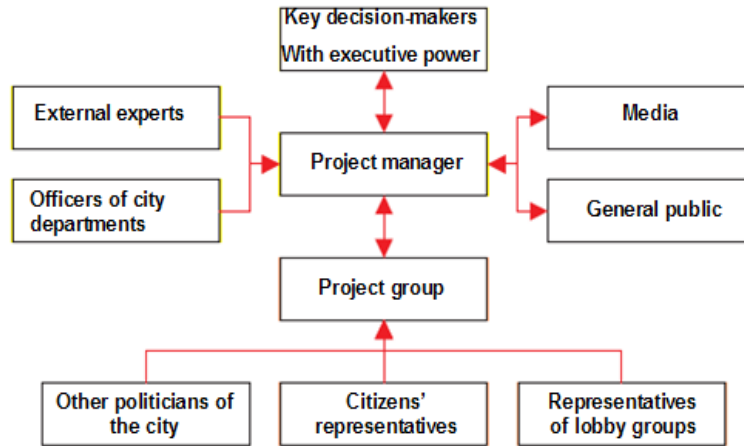 Key decision-makers
With executive power
External experts
Media
Project manager
Officers of city
departments
General public
Project group
Other politicians of
the city
Citizens’
representatives
Representatives
of lobby groups